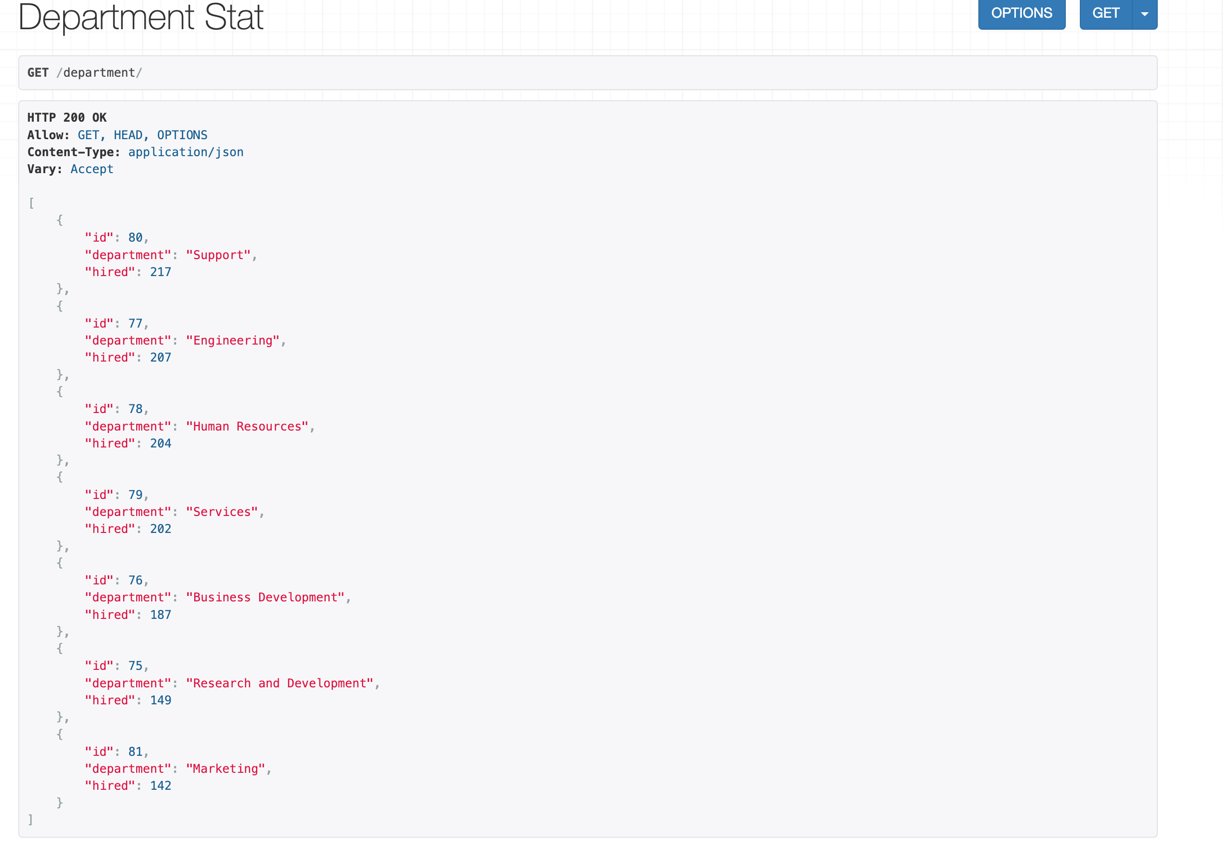 Department Stat
OPTIONS
GET
GET /department/
HTTP 200 OK
Allow: GET, HEAD, OPTIONS
Content-Type: application/json
Vary: Accept
[
    {
        "id": 80,
        "department": "Support",
        "hired": 217
    },
    {
        "id": 77,
        "department": "Engineering",
        "hired": 207
    },
    {
        "id": 78,
        "department": "Human Resources",
        "hired": 204
    },
    {
        "id": 79,
        "department": "Services",
        "hired": 202
    },
    {
        "id": 76,
        "department": "Business Development",
        "hired": 187
    },
    {
        "id": 75,
        "department": "Research and Development",
        "hired": 149
    },
    {
        "id": 81,
        "department": "Marketing",
        "hired": 142
    }
]